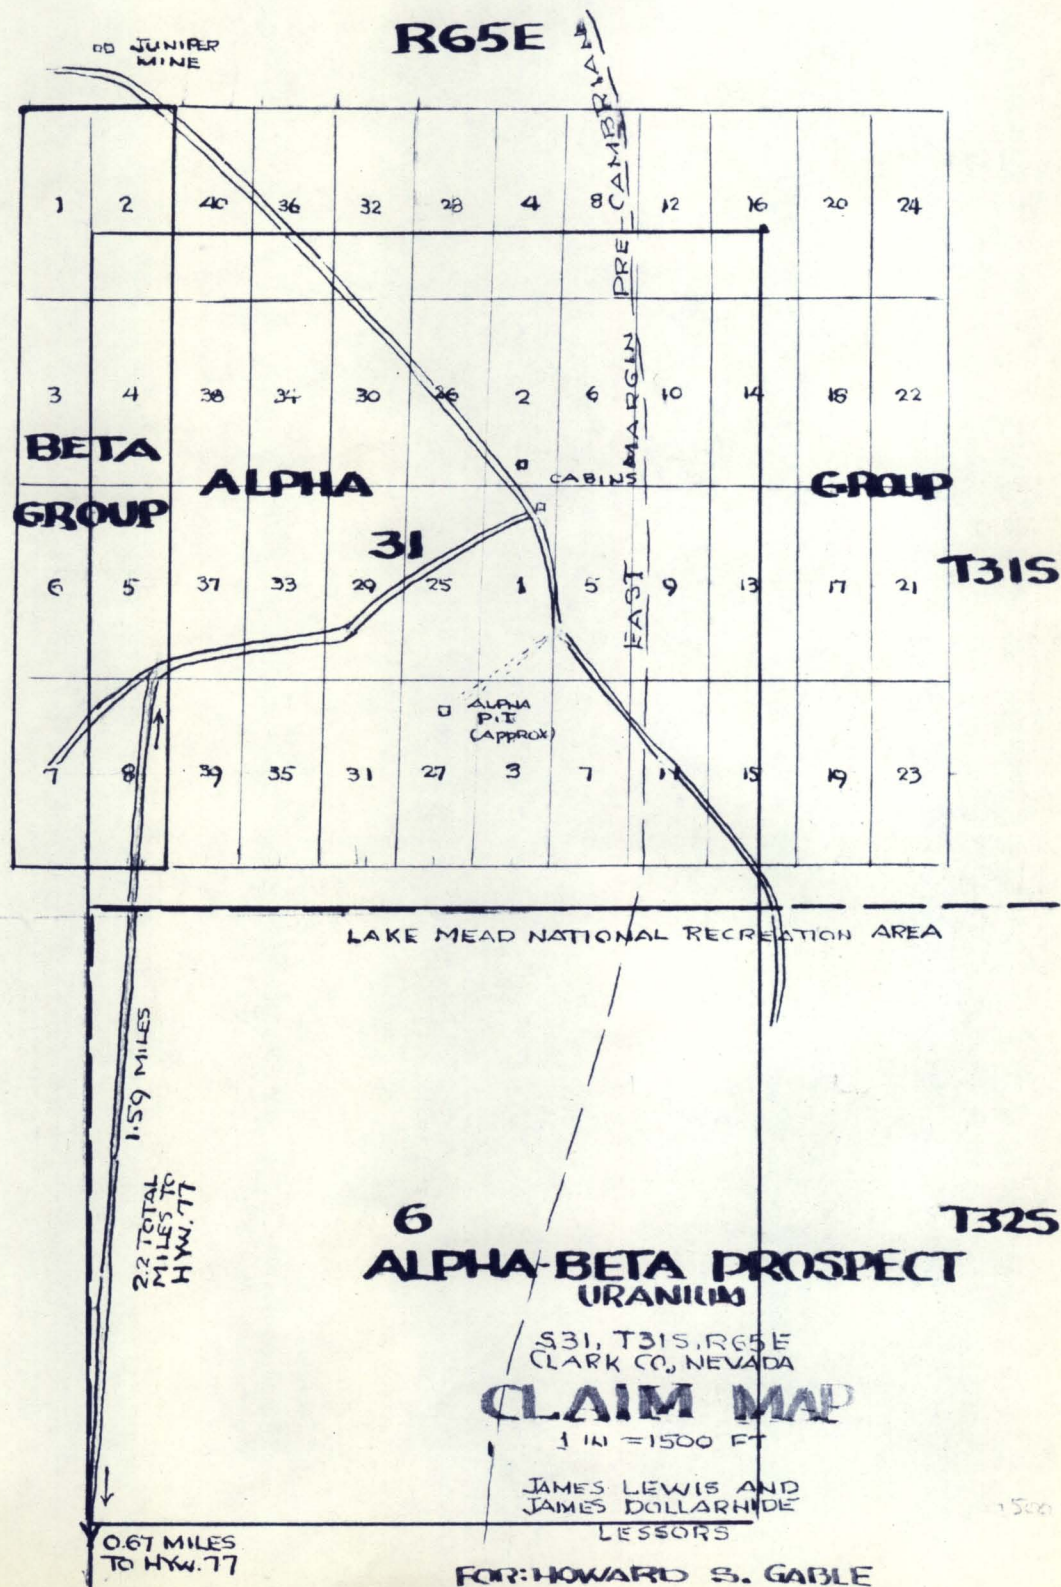 R65E
JUNIPER
MINE
1 2 40 36 32 28 4 8 12 16 20 24
EAST MARGIN PRE-CAMBRIAN
3 4 38 34 30 26 2 6 10 14 18 22
BETA
GROUP
ALPHA
GROUP
CABINS
31
T31S
6 5 37 33 29 25 1 5 9 13 17 21
ALPHA
PIT
(APPROX)
7 8 39 35 31 27 3 7 11 15 19 23
LAKE MEAD NATIONAL RECREATION AREA
1.59 MILES
2.2 TOTAL
MILES TO
HYW. 77
6
T32S
ALPHA-BETA PROSPECT
URANIUM
S31, T31S, R65E
CLARK CO, NEVADA
CLAIM MAP
1 IN = 1500 FT
JAMES LEWIS AND
JAMES DOLLARHIDE
LESSORS
0.67 MILES
TO HYW. 77
FOR: HOWARD S. GABLE